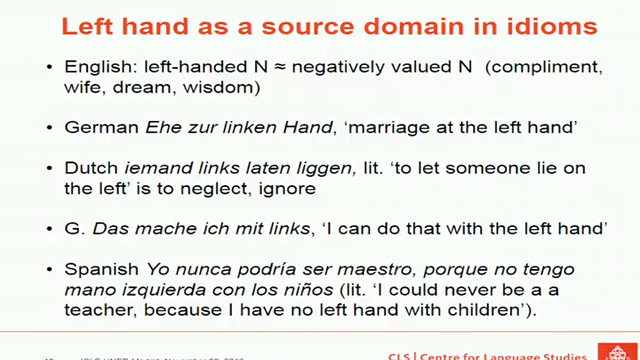 Left hand as a source domain in idioms
• English: left-handed N ≈ negatively valued N (compliment,
wife, dream, wisdom)
• German Ehe zur linken Hand, ‘marriage at the left hand’
• Dutch iemand links laten liggen, lit. ‘to let someone lie on
the left’ is to neglect, ignore
• G. Das mache ich mit links, ‘I can do that with the left hand’
• Spanish Yo nunca podría ser maestro, porque no tengo
mano izquierda con los niños (lit. ‘I could never be a a
teacher, because I have no left hand with children’).
CLS | Centre for Language Studies